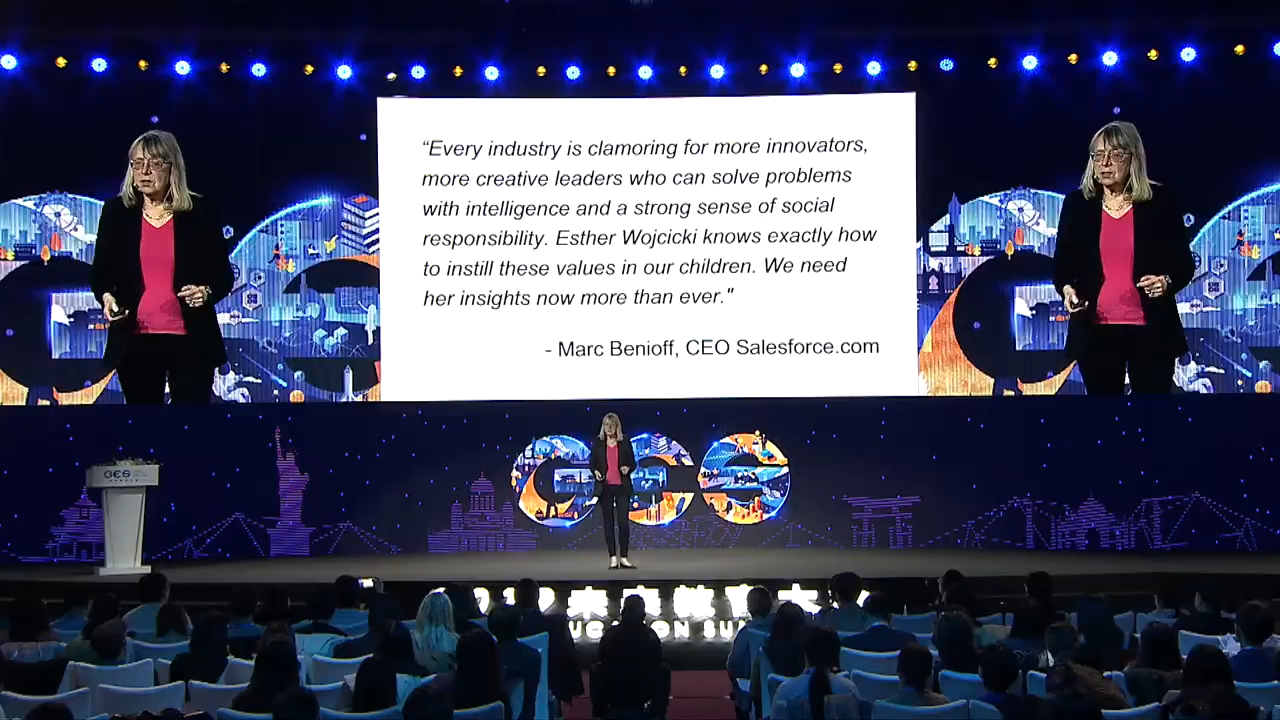 “Every industry is clamoring for more innovators,
more creative leaders who can solve problems
with intelligence and a strong sense of social
responsibility. Esther Wojcicki knows exactly how
to instill these values in our children. We need
her insights now more than ever."
- Marc Benioff, CEO Salesforce.com
GES
GES